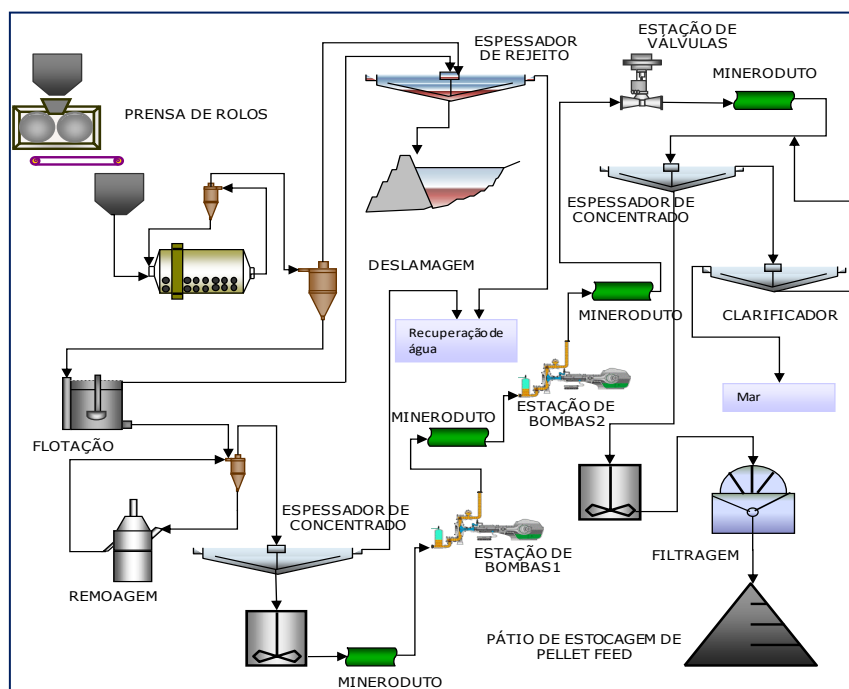 ESPESSADOR
DE REJEITO
ESTAÇÃO DE
VÁLVULAS
MINERODUTO
PRENSA DE ROLOS
ESPESSADOR DE
CONCENTRADO
DESLAMAGEM
MINERODUTO
CLARIFICADOR
Recuperação de
água
Mar
MINERODUTO
ESTAÇÃO DE
BOMBAS2
FLOTAÇÃO
ESPESSADOR DE
CONCENTRADO
ESTAÇÃO DE
BOMBAS1
FILTRAGEM
REMOAGEM
PÁTIO DE ESTOCAGEM DE
PELLET FEED
MINERODUTO